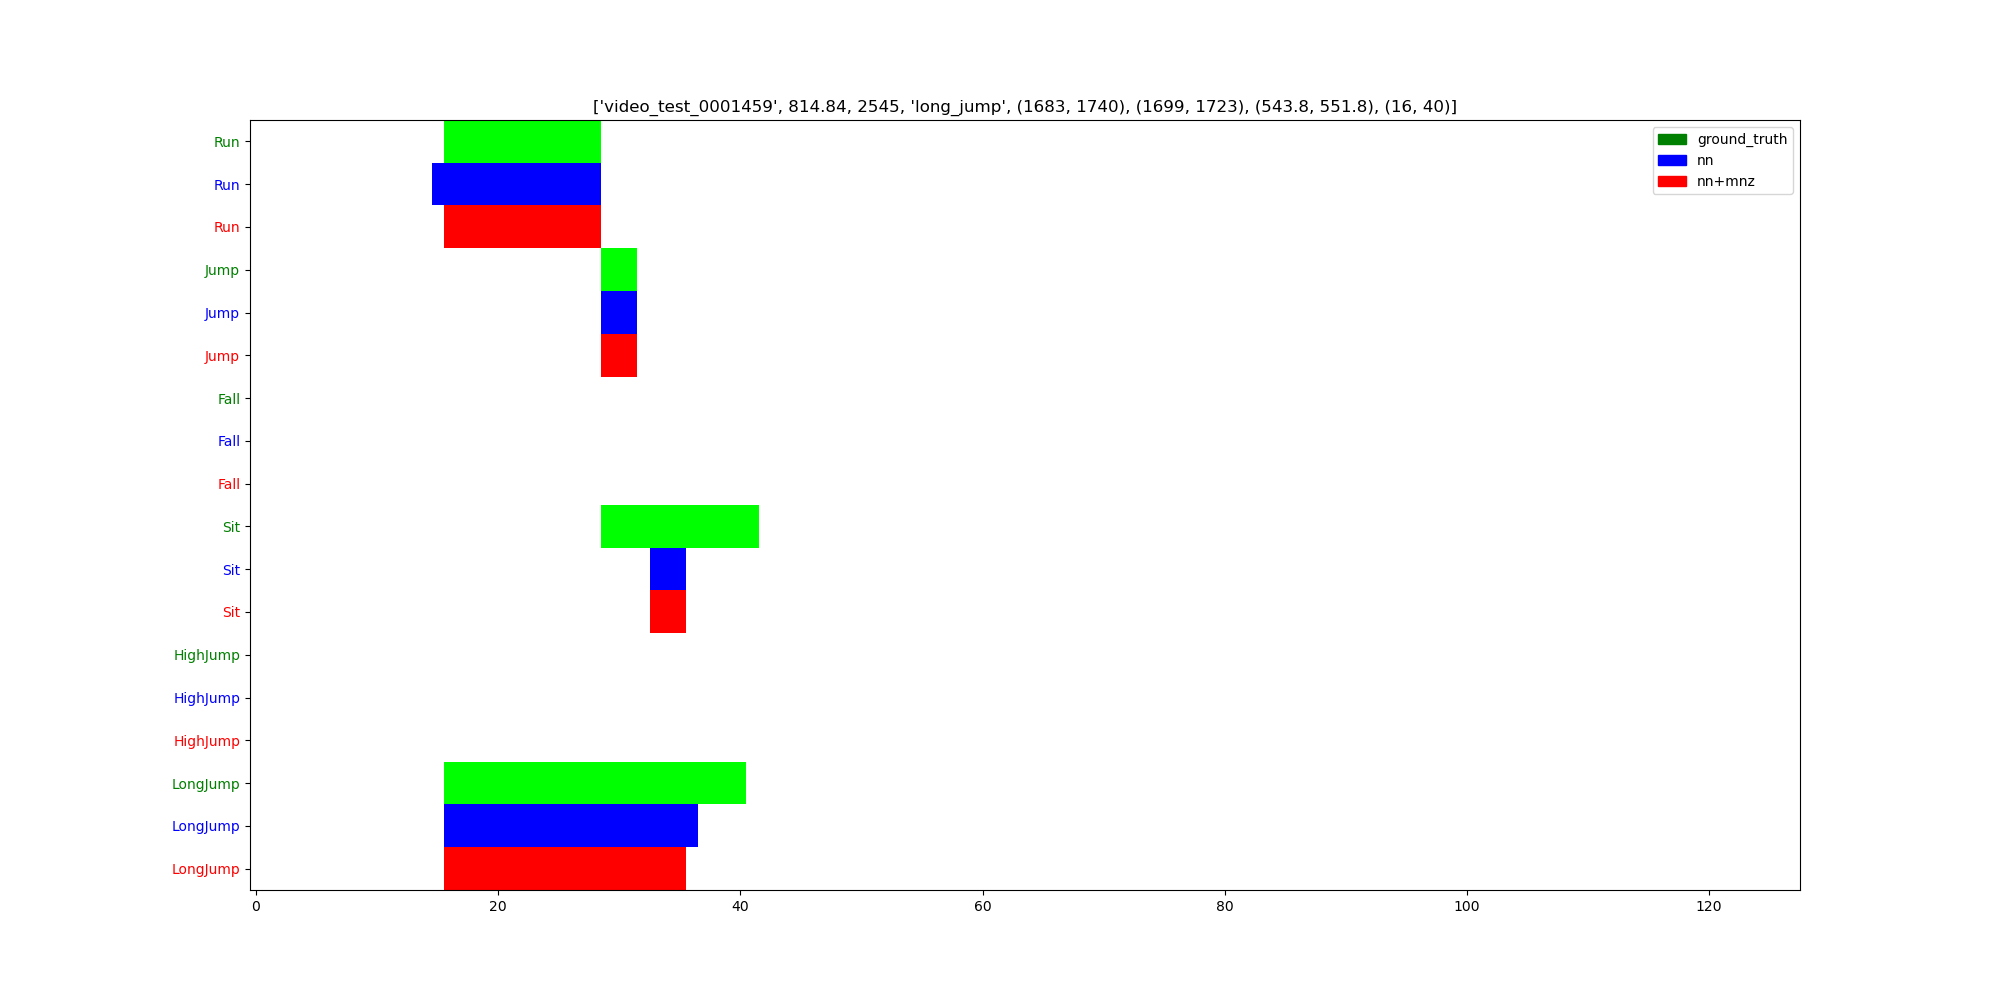 ['video_test_0001459', 814.84, 2545, 'long_jump', (1683, 1740), (1699, 1723), (543.8, 551.8), (16, 40)]
ground_truth
nn
nn+mnz
Run
Run
Run
Jump
Jump
Jump
Fall
Fall
Fall
Sit
Sit
Sit
HighJump
HighJump
HighJump
LongJump
LongJump
LongJump
0 20 40 60 80 100 120